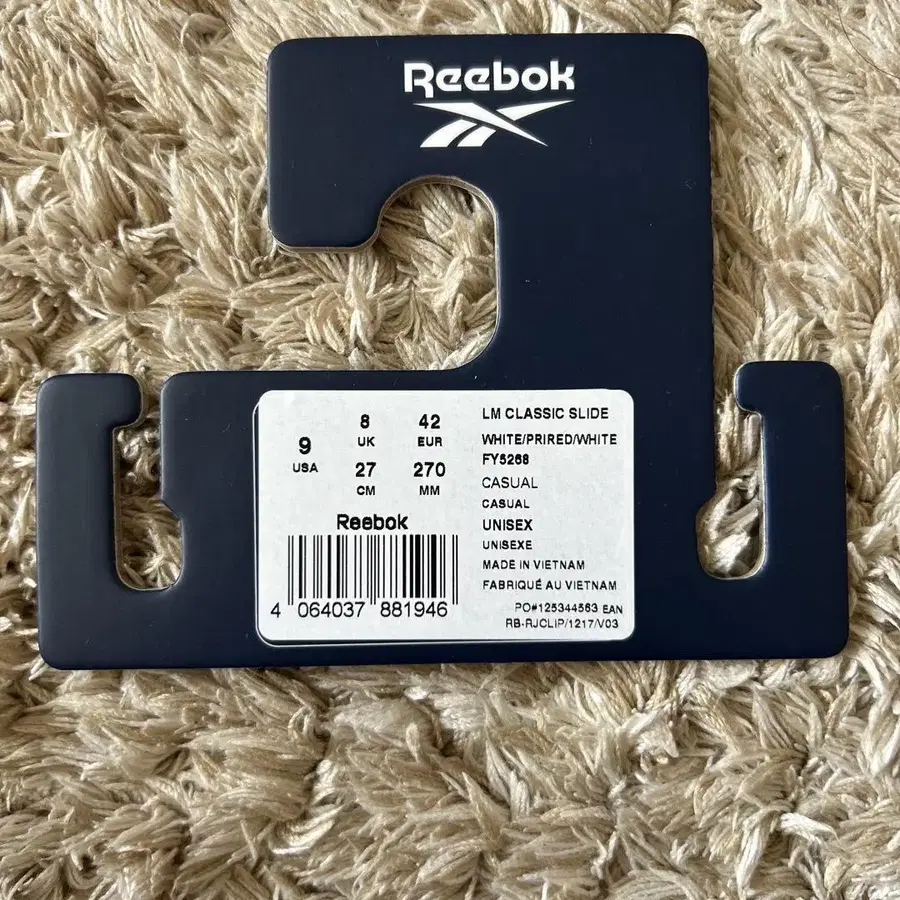 Reebok
9
USA
8
UK
42
EUR
27
CM
270
MM
Reebok
4 064037 881946
LM CLASSIC SLIDE
WHITE/PRIRED/WHITE
FY5268
CASUAL
CASUAL
UNISEX
UNISEXE
MADE IN VIETNAM
FABRIQUÉ AU VIETNAM
PO#125344563 EAN
RB-RJCLIP/1217/V03